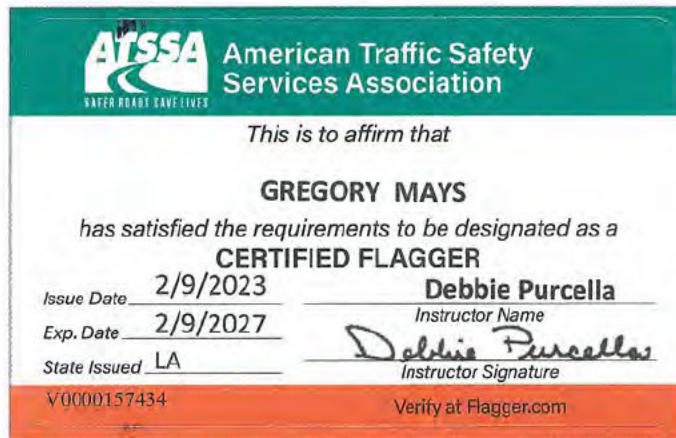 ATSSA
SAFER ROADS SAVE LIVES
American Traffic Safety
Services Association
This is to affirm that
GREGORY MAYS
has satisfied the requirements to be designated as a
CERTIFIED FLAGGER
Issue Date 2/9/2023
Debbie Purcella
Instructor Name
Exp. Date 2/9/2027
Debbie Purcella
State Issued LA
Instructor Signature
V0000157434
Verify at Flagger.com